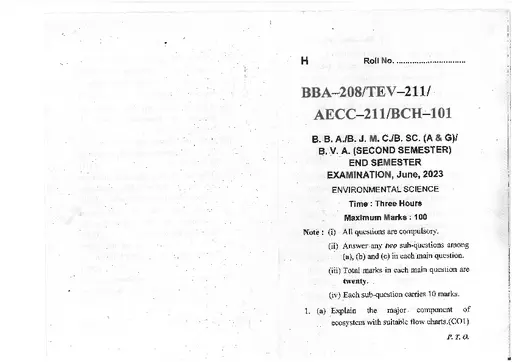 H Roll No. ..............................
BBA–208/TEV–211/
AECC–211/BCH–101
B. B. A./B. J. M. C./B. SC. (A & G)/
B. V. A. (SECOND SEMESTER)
END SEMESTER
EXAMINATION, June, 2023
ENVIRONMENTAL SCIENCE
Time : Three Hours
Maximum Marks : 100
Note : (i) All questions are compulsory.
(ii) Answer any two sub-questions among
(a), (b) and (c) in each main question.
(iii) Total marks in each main question are
twenty.
(iv) Each sub-question carries 10 marks.
1. (a) Explain the major component of
ecosystem with suitable flow charts.(CO1)
P. T. O.